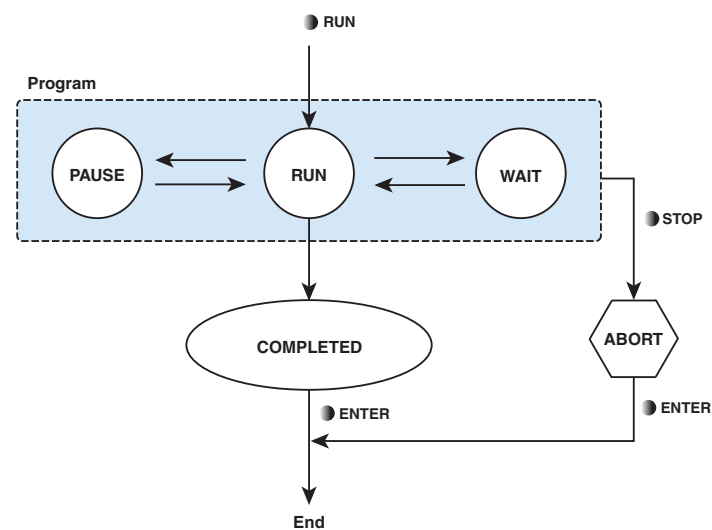 RUN
Program
PAUSE
RUN
WAIT
STOP
COMPLETED
ABORT
ENTER
ENTER
End